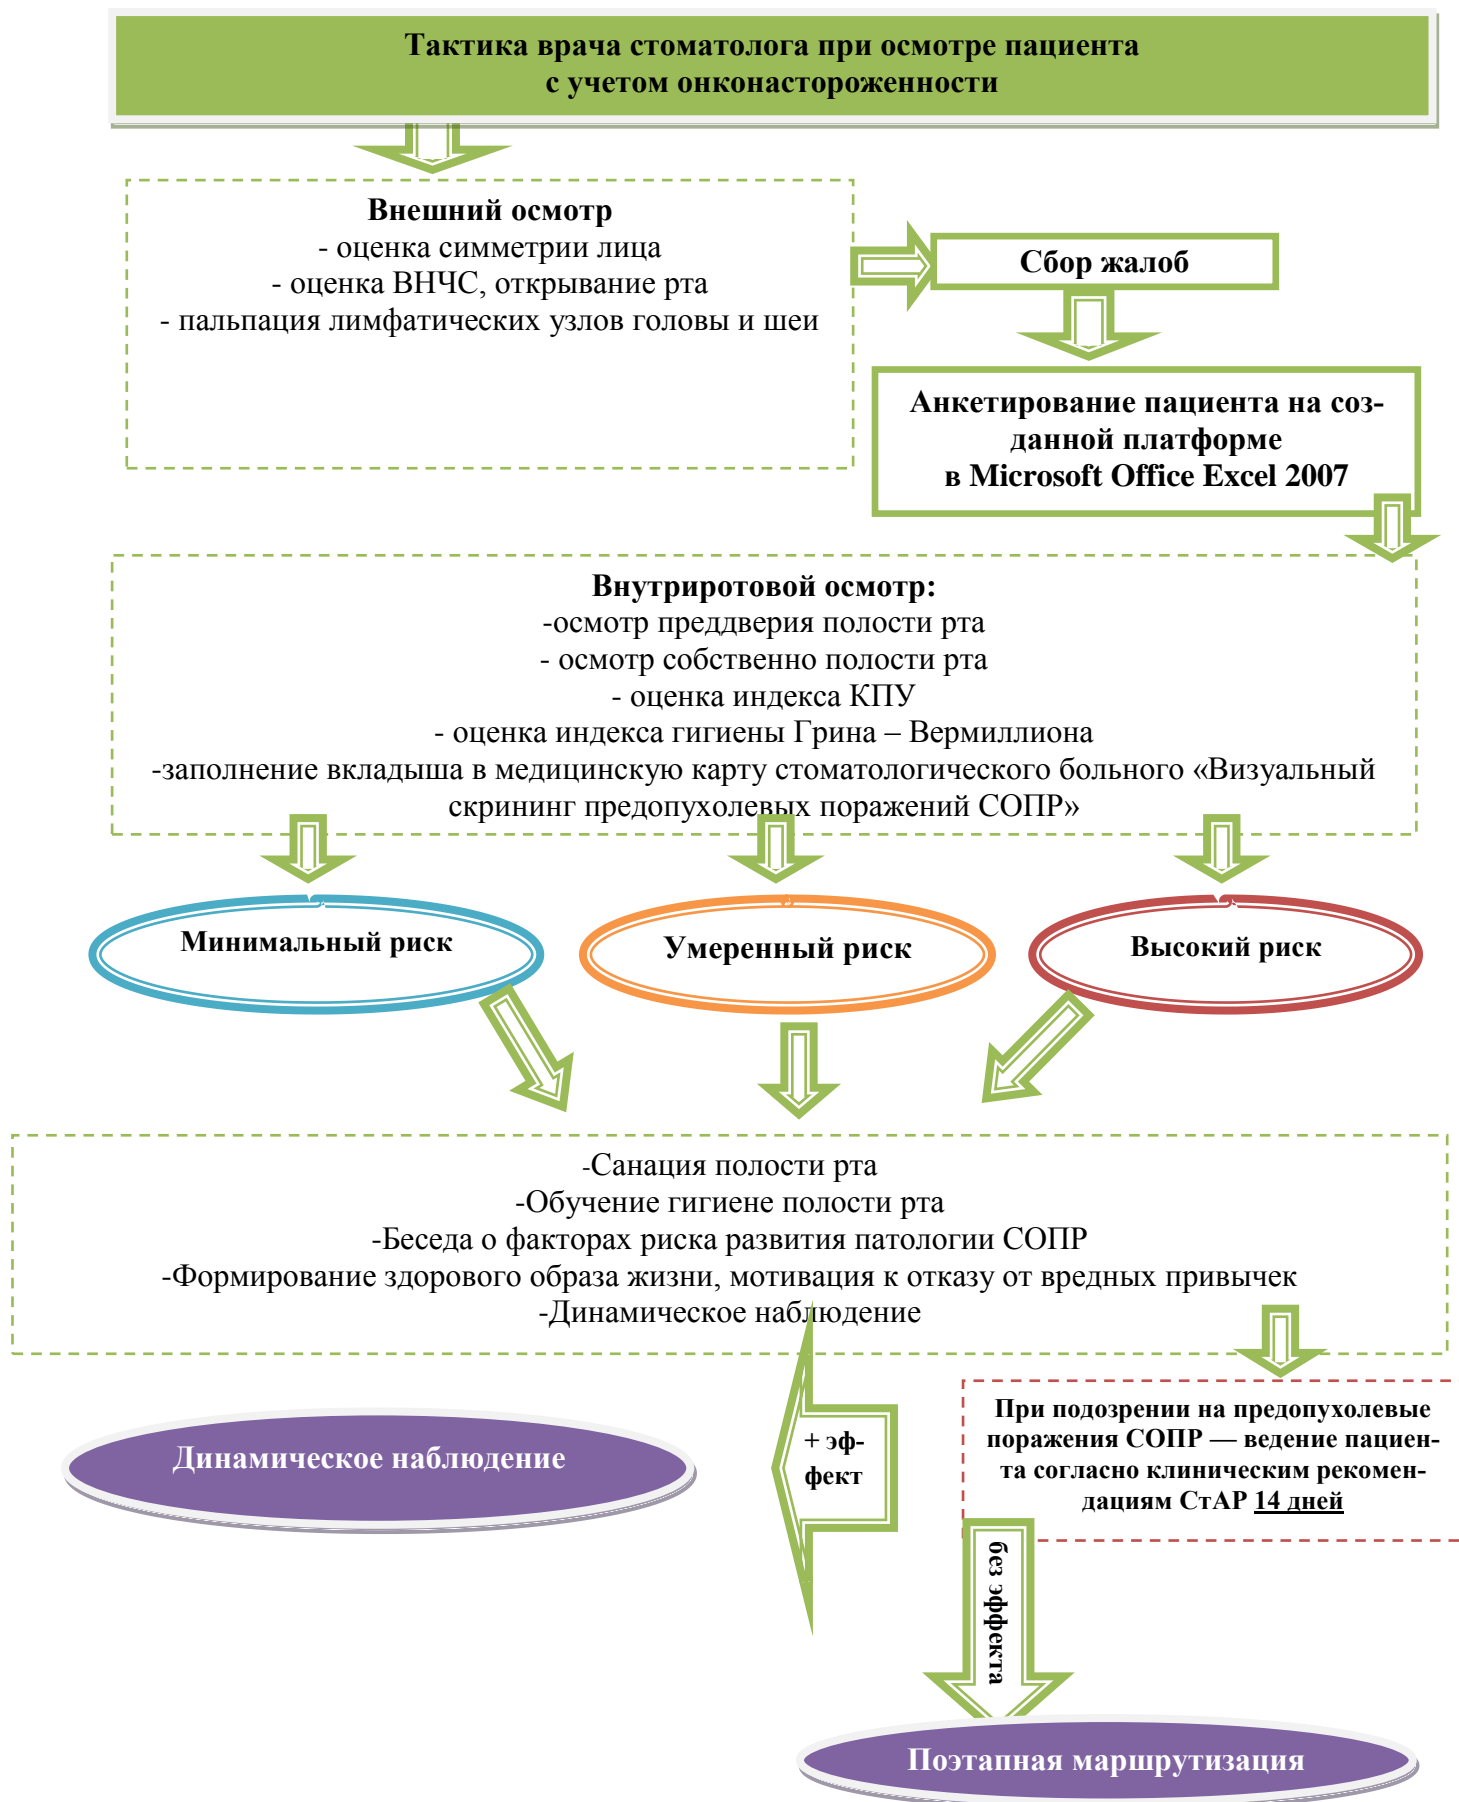 Тактика врача стоматолога при осмотре пациента
с учетом онконастороженности
Внешний осмотр
- оценка симметрии лица
- оценка ВНЧС, открывание рта
- пальпация лимфатических узлов головы и шеи
Сбор жалоб
Анкетирование пациента на соз-
данной платформе
в Microsoft Office Excel 2007
Внутриротовой осмотр:
-осмотр преддверия полости рта
- осмотр собственно полости рта
- оценка индекса КПУ
- оценка индекса гигиены Грина – Вермиллиона
-заполнение вкладыша в медицинскую карту стоматологического больного «Визуальный
скрининг предопухолевых поражений СОПР»
Минимальный риск
Умеренный риск
Высокий риск
-Санация полости рта
-Обучение гигиене полости рта
-Беседа о факторах риска развития патологии СОПР
-Формирование здорового образа жизни, мотивация к отказу от вредных привычек
-Динамическое наблюдение
При подозрении на предопухолевые
поражения СОПР — ведение пациен-
та согласно клиническим рекомен-
дациям СтАР 14 дней
+ эф-
фект
Динамическое наблюдение
без эффекта
Поэтапная маршрутизация